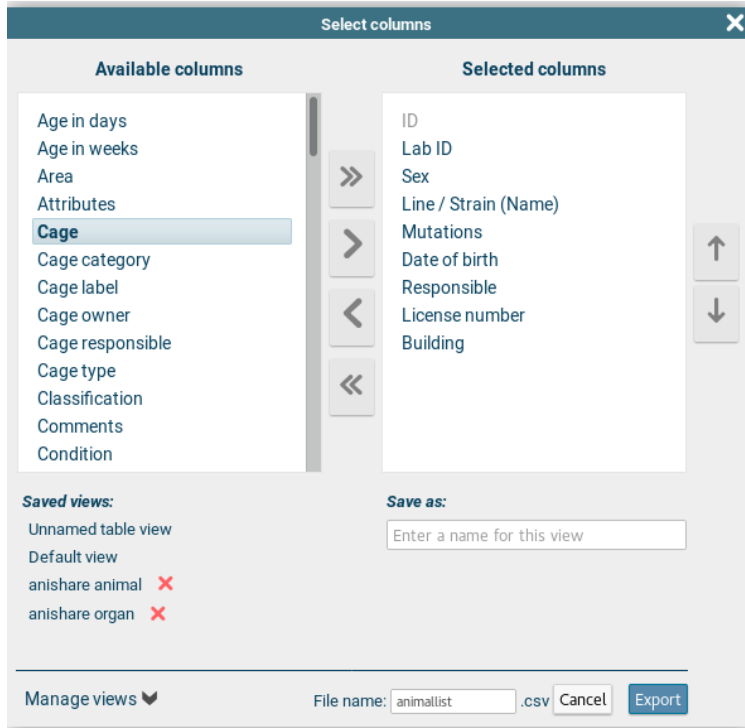 Select columns
Available columns
Age in days
Age in weeks
Area
Attributes
Cage
Cage category
Cage label
Cage owner
Cage responsible
Cage type
Classification
Comments
Condition
Selected columns
ID
Lab ID
Sex
Line / Strain (Name)
Mutations
Date of birth
Responsible
License number
Building
Saved views:
Unnamed table view
Default view
anishare animal
anishare organ
Save as:
Enter a name for this view
Manage views
File name: animallist .csv Cancel Export